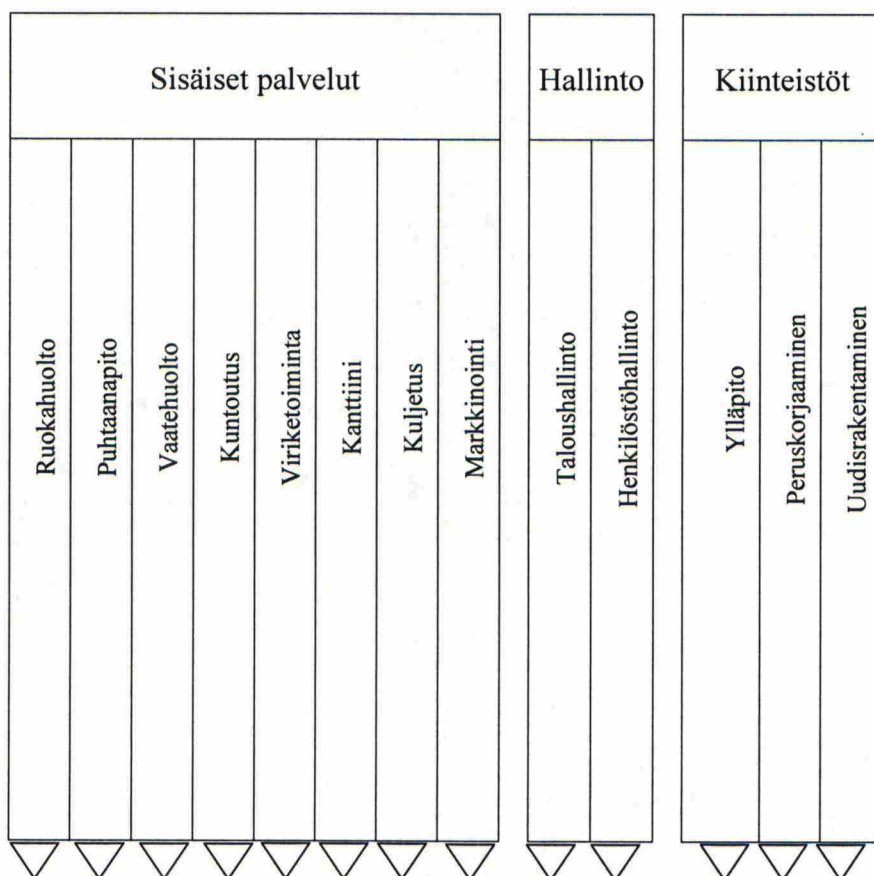 Sisäiset palvelut
Hallinto
Kiinteistöt
Ruokahuolto
Puhtaanapito
Vaatehuolto
Kuntoutus
Viriketoiminta
Kanttiini
Kuljetus
Markkinointi
Taloushallinto
Henkilöstöhallinto
Ylläpito
Peruskorjaaminen
Uudisrakentaminen